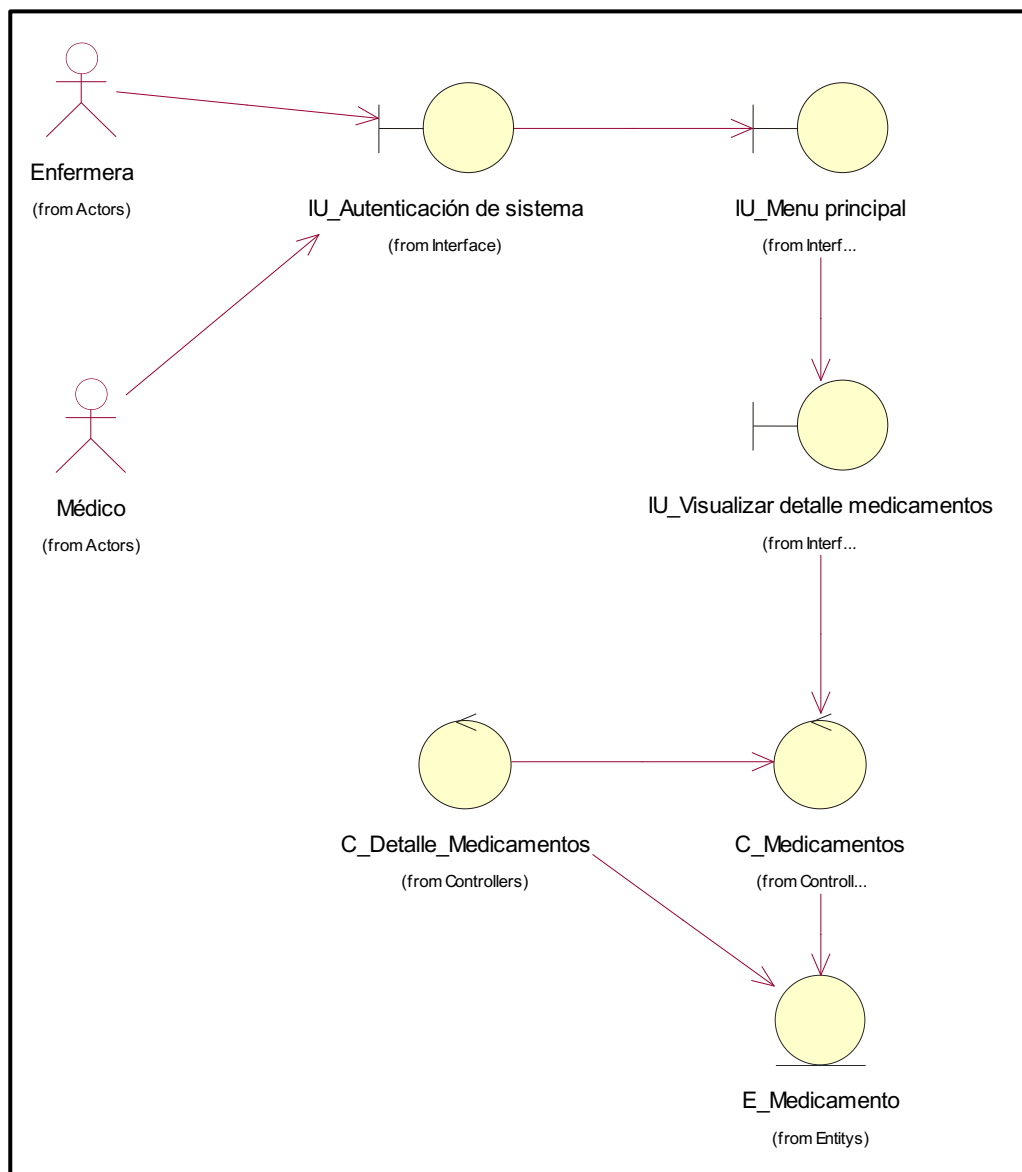 Enfermera
(from Actors)
IU_Autenticación de sistema
(from Interface)
IU_Menu principal
(from Interf...
Médico
(from Actors)
IU_Visualizar detalle medicamentos
(from Interf...
C_Detalle_Medicamentos
(from Controllers)
C_Medicamentos
(from Controll...
E_Medicamento
(from Entitys)